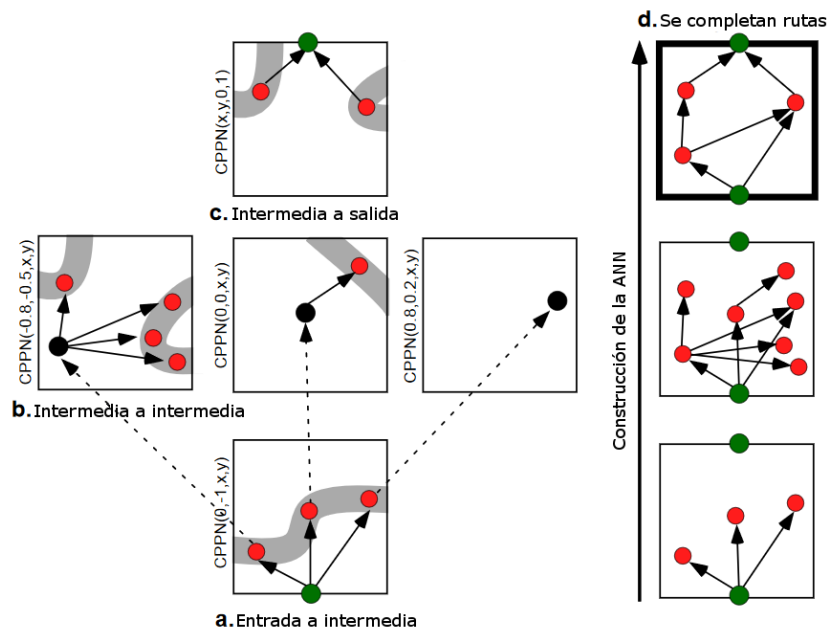 d. Se completan rutas
CPPN(x,y,0,1)
c. Intermedia a salida
CPPN(-0.8,-0.5,x,y)
CPPN(0,0,x,y)
CPPN(0.8,0.2,x,y)
b. Intermedia a intermedia
CPPN(0,-1,x,y)
a. Entrada a intermedia
Construcción de la ANN